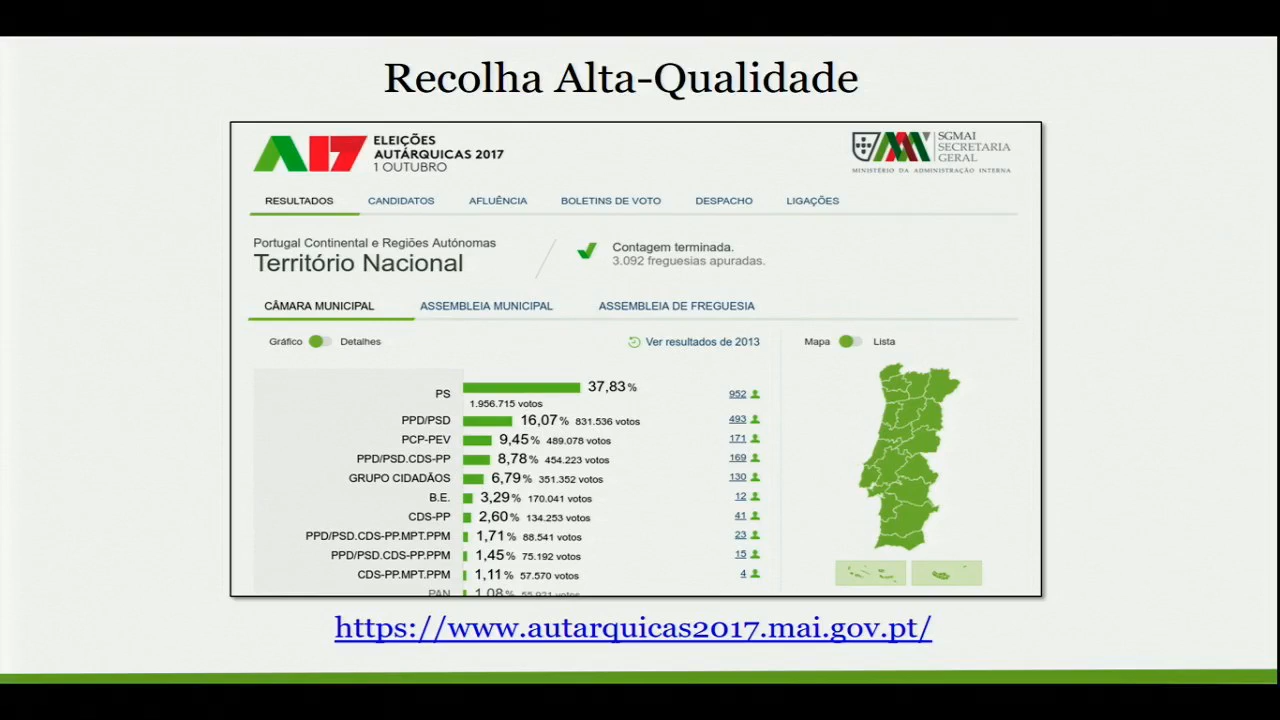 Recolha Alta-Qualidade
AI17 ELEIÇÕES
AUTÁRQUICAS 2017
1 OUTUBRO
SGMAI
SECRETARIA
GERAL
MINISTÉRIO DA ADMINISTRAÇÃO INTERNA
RESULTADOS CANDIDATOS AFLUÊNCIA BOLETINS DE VOTO DESPACHO LIGAÇÕES
Portugal Continental e Regiões Autónomas
Território Nacional
Contagem terminada.
3.092 freguesias apuradas.
CÂMARA MUNICIPAL ASSEMBLEIA MUNICIPAL ASSEMBLEIA DE FREGUESIA
Gráfico Detalhes Ver resultados de 2013 Mapa Lista
PS 37,83% 952
1.956.715 votos
PPD/PSD 16,07% 831.536 votos 493
PCP-PEV 9,45% 489.078 votos 171
PPD/PSD.CDS-PP 8,78% 454.223 votos 169
GRUPO CIDADÃOS 6,79% 351.352 votos 130
B.E. 3,29% 170.041 votos 12
CDS-PP 2,60% 134.253 votos 41
PPD/PSD.CDS-PP.MPT.PPM 1,71% 88.541 votos 23
PPD/PSD.CDS-PP.PPM 1,45% 75.192 votos 15
CDS-PP.MPT.PPM 1,11% 57.570 votos 4
PAN 1,08%
https://www.autarquicas2017.mai.gov.pt/